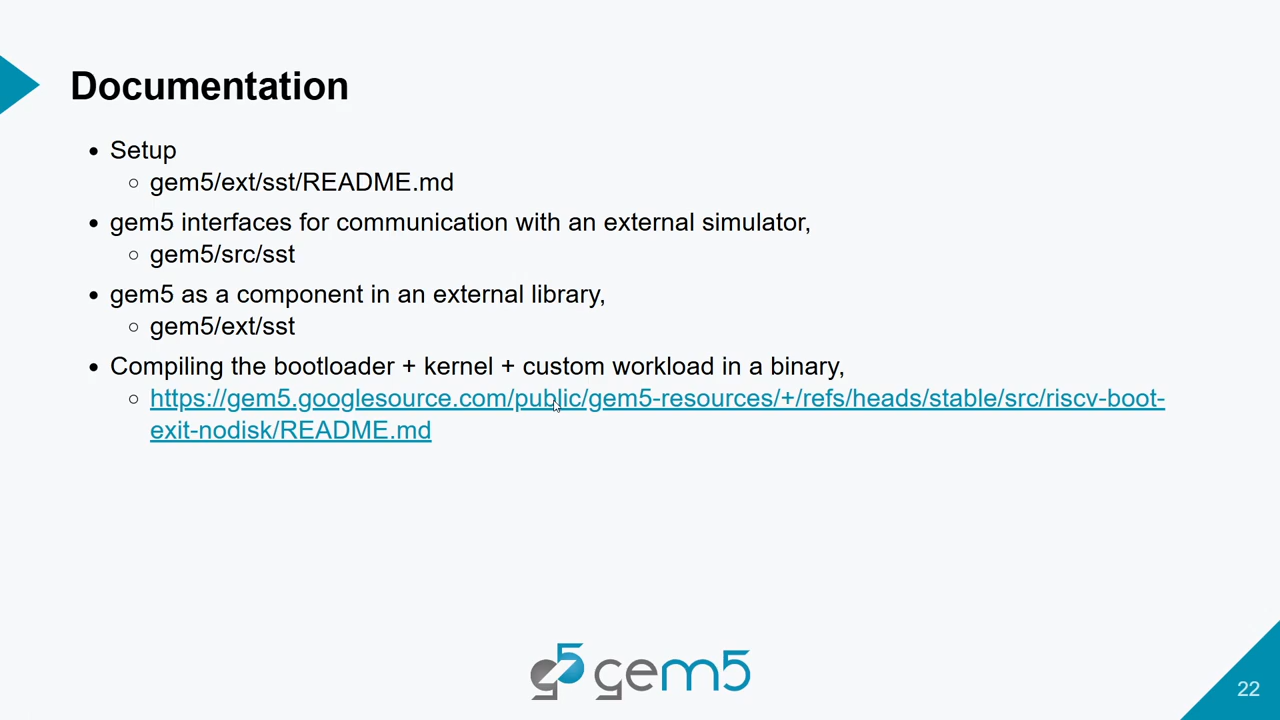 Documentation
• Setup
○ gem5/ext/sst/README.md
• gem5 interfaces for communication with an external simulator,
○ gem5/src/sst
• gem5 as a component in an external library,
○ gem5/ext/sst
• Compiling the bootloader + kernel + custom workload in a binary,
○ https://gem5.googlesource.com/public/gem5-resources/+/refs/heads/stable/src/riscv-boot-
exit-nodisk/README.md
g5 gem5
22